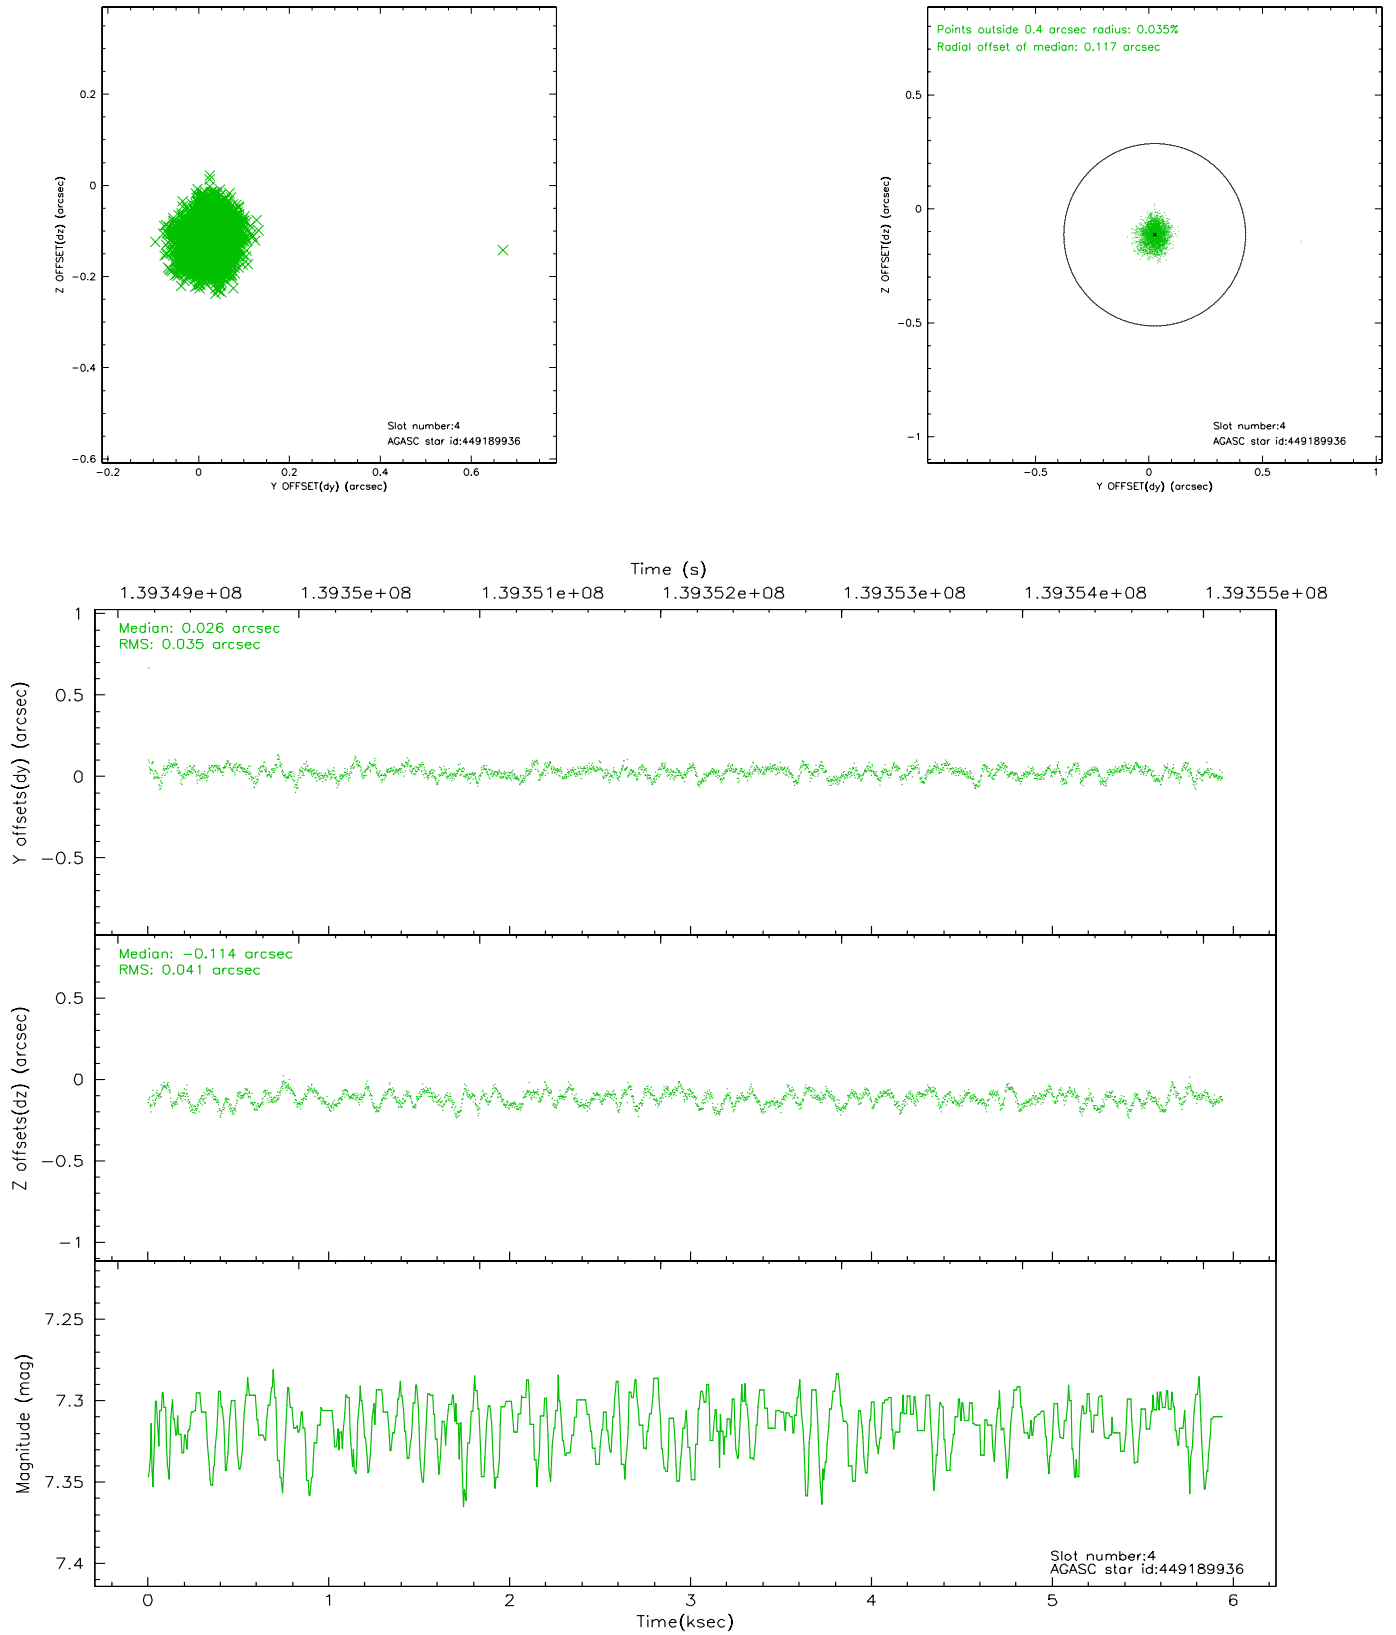 0.2
0
−0.2
−0.4
−0.6
Z OFFSET(dz) (arcsec)
−0.2 0 0.2 0.4 0.6
Y OFFSET(dy) (arcsec)
Slot number:4
AGASC star id:449189936
Points outside 0.4 arcsec radius: 0.035%
Radial offset of median: 0.117 arcsec
0.5
0
−0.5
−1
Z OFFSET(dz) (arcsec)
−0.5 0 0.5 1
Y OFFSET(dy) (arcsec)
Slot number:4
AGASC star id:449189936
Time (s)
1.39349e+08 1.3935e+08 1.39351e+08 1.39352e+08 1.39353e+08 1.39354e+08 1.39355e+08
Median: 0.026 arcsec
RMS: 0.035 arcsec
1
0.5
0
−0.5
Y offsets(dy) (arcsec)
Median: −0.114 arcsec
RMS: 0.041 arcsec
0.5
0
−0.5
−1
Z offsets(dz) (arcsec)
7.25
7.3
7.35
7.4
Magnitude (mag)
Slot number:4
AGASC star id:449189936
0 1 2 3 4 5 6
Time(ksec)